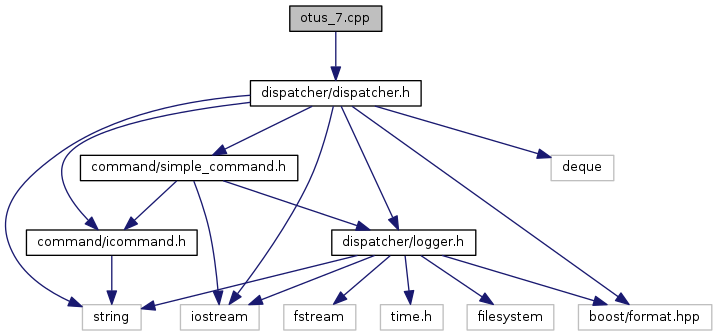 otus_7.cpp
dispatcher/dispatcher.h
command/simple_command.h
deque
command/icommand.h
dispatcher/logger.h
string
iostream
fstream
time.h
filesystem
boost/format.hpp